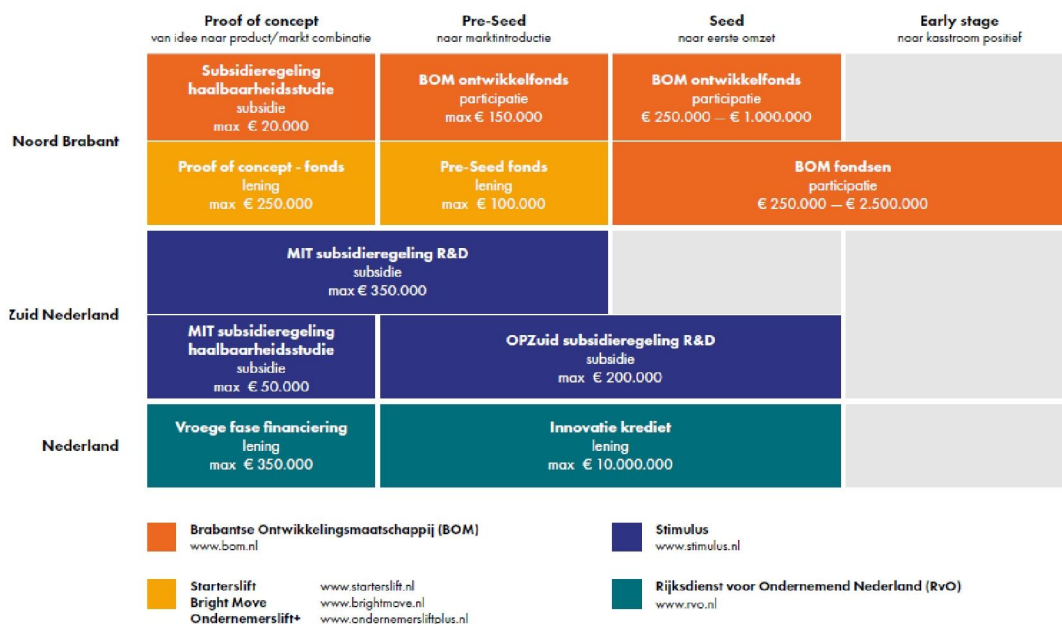 Proof of concept
van idee naar product/markt combinatie
Pre-Seed
naar marktintroductie
Seed
naar eerste omzet
Early stage
naar kasstroom positief
Noord Brabant
Subsidieregeling
haalbaarheidsstudie
subsidie
max € 20.000
BOM ontwikkelfonds
participatie
max € 150.000
BOM ontwikkelfonds
participatie
€ 250.000 — € 1.000.000
Proof of concept - fonds
lening
max € 250.000
Pre-Seed fonds
lening
max € 100.000
BOM fondsen
participatie
€ 250.000 — € 2.500.000
Zuid Nederland
MIT subsidieregeling R&D
subsidie
max € 350.000
MIT subsidieregeling
haalbaarheidsstudie
subsidie
max € 50.000
OPZuid subsidieregeling R&D
subsidie
max € 200.000
Nederland
Vroege fase financiering
lening
max € 350.000
Innovatie krediet
lening
max € 10.000.000
Brabantse Ontwikkelingsmaatschappij (BOM)
www.bom.nl
Stimulus
www.stimulus.nl
Starterslift www.starterslift.nl
Bright Move www.brightmove.nl
Ondernemerslift+ www.ondernemersliftplus.nl
Rijksdienst voor Ondernemend Nederland (RvO)
www.rvo.nl